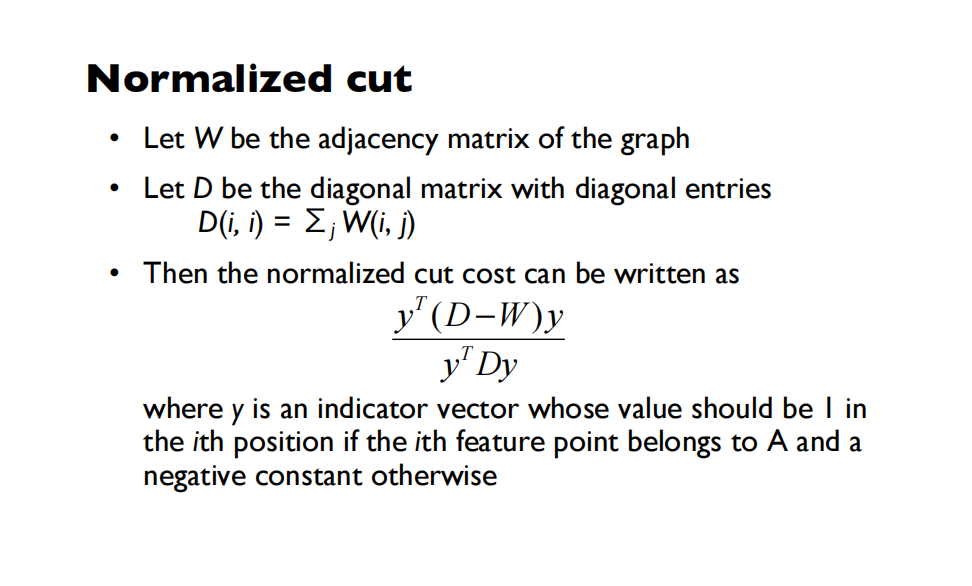 Normalized cut
• Let W be the adjacency matrix of the graph
• Let D be the diagonal matrix with diagonal entries
D(i, i) = Σj W(i, j)
• Then the normalized cut cost can be written as
y^T (D−W)y
y^T Dy
where y is an indicator vector whose value should be 1 in
the ith position if the ith feature point belongs to A and a
negative constant otherwise